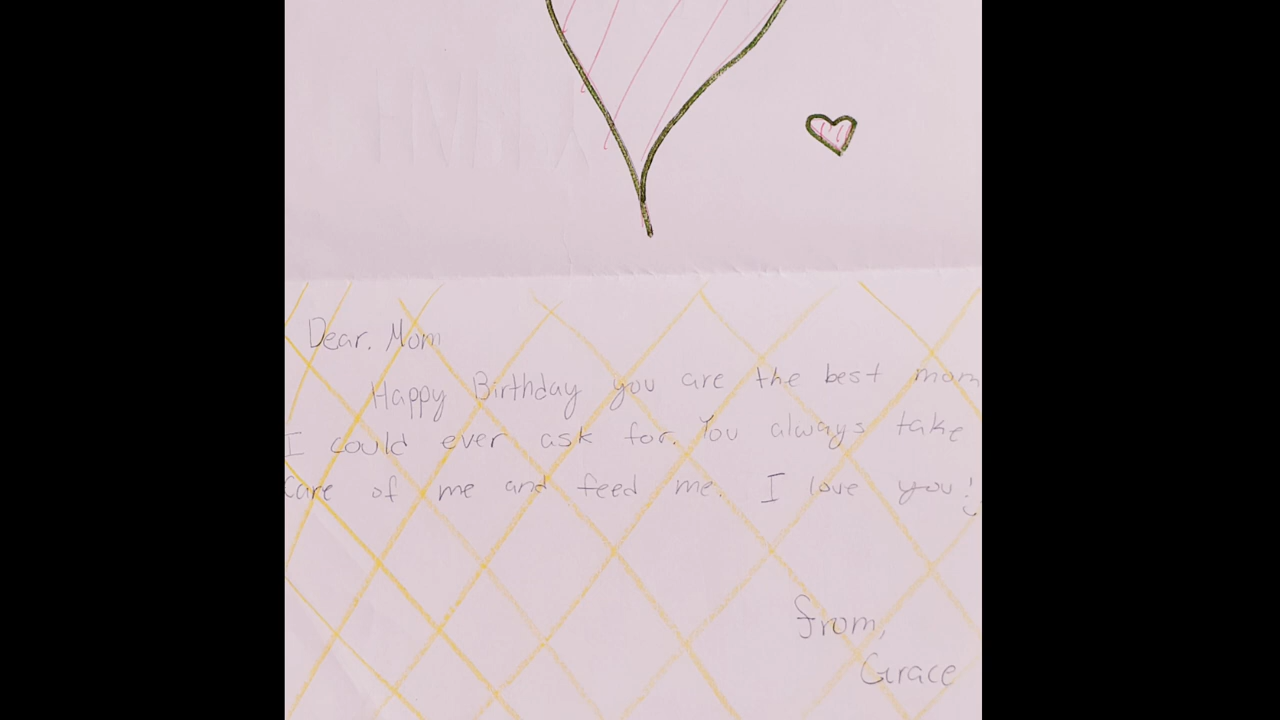 Dear. Mom
Happy Birthday you are the best mom
I could ever ask for. You always take
Care of me and feed me. I love you!
from,
Grace